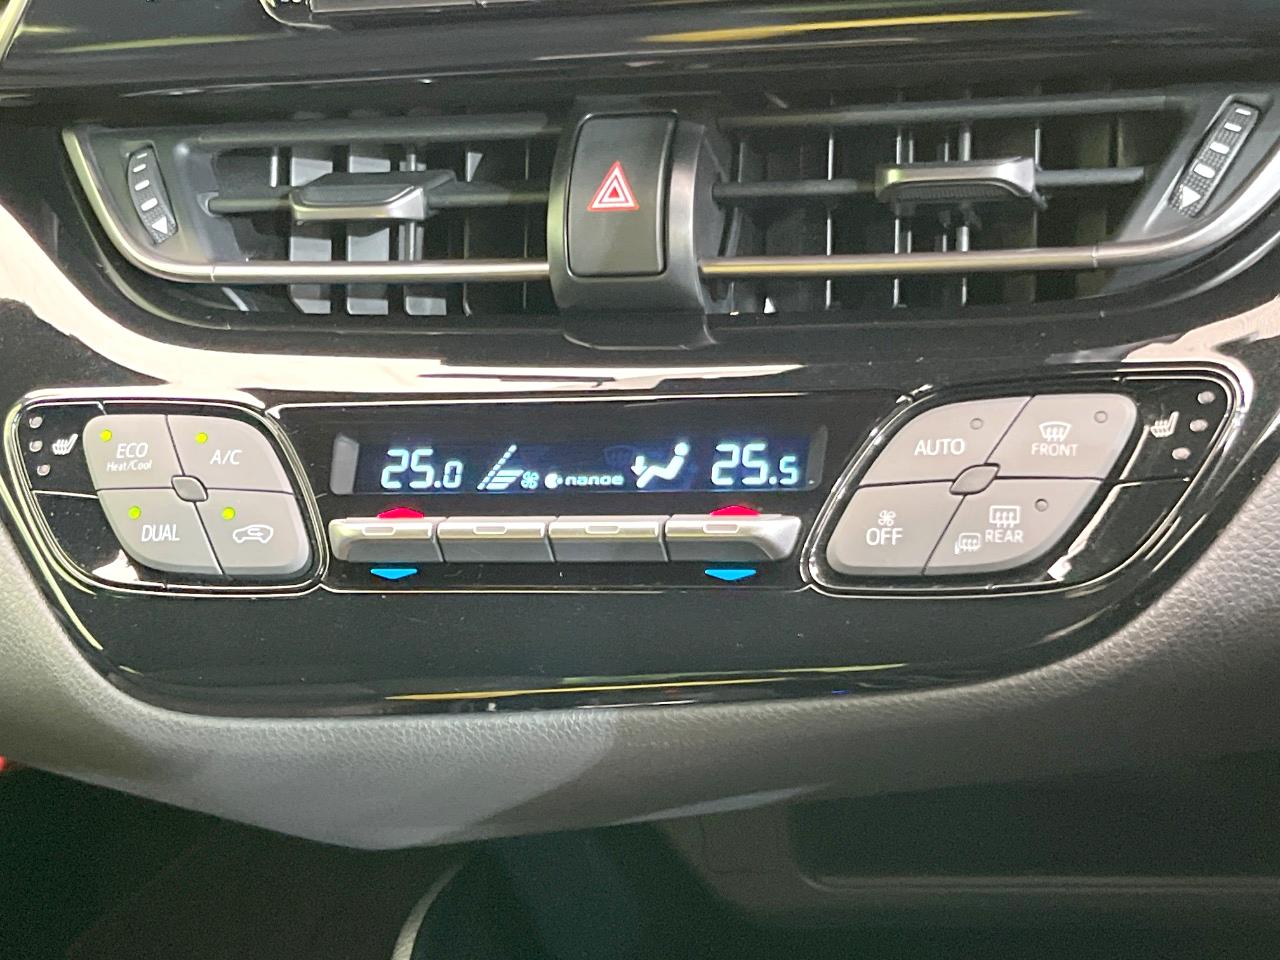 ECO
Heat/Cool
A/C
DUAL
25.0
nanoe
25.5
AUTO
FRONT
OFF
REAR